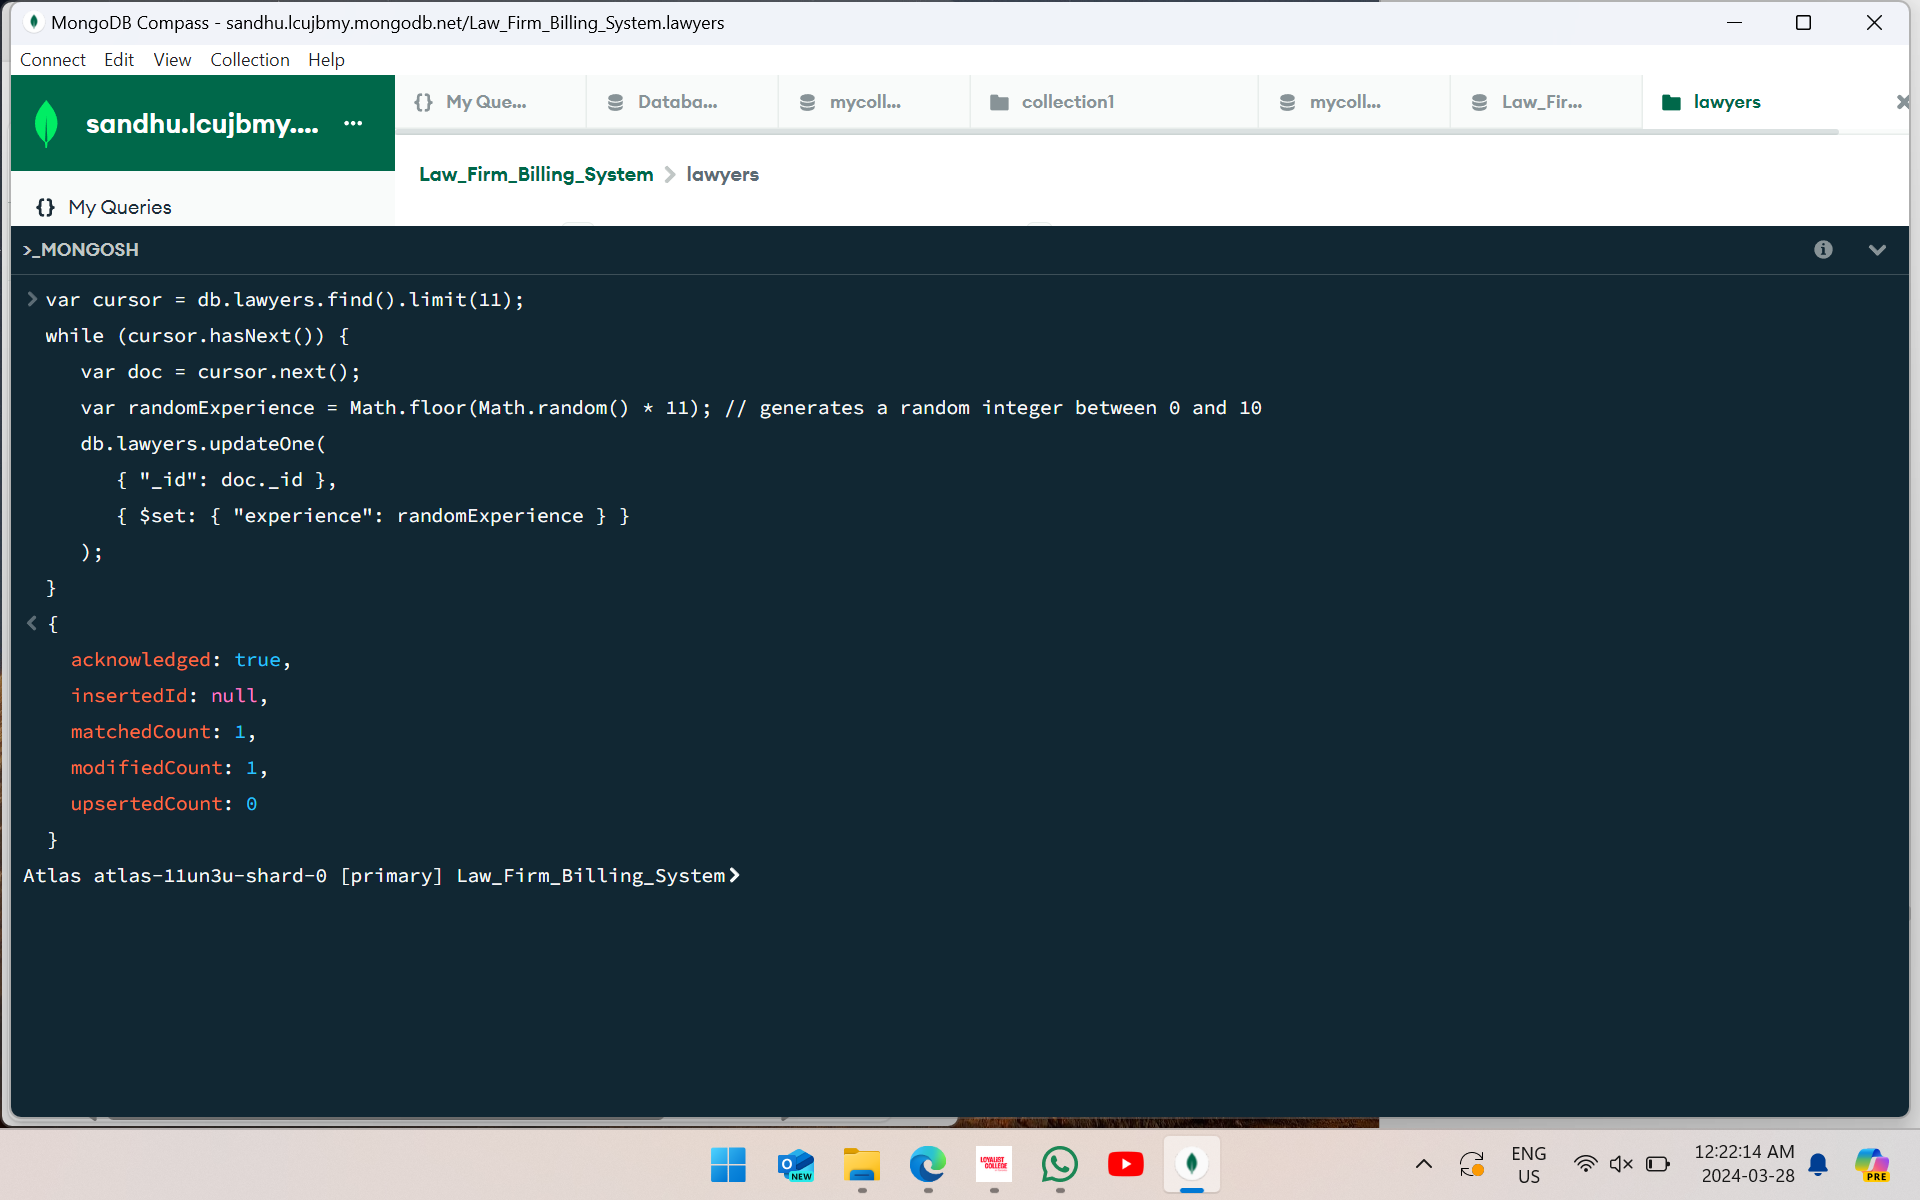 MongoDB Compass - sandhu.lcujbmy.mongodb.net/Law_Firm_Billing_System.lawyers
Connect Edit View Collection Help
sandhu.lcujbmy.... ...
{} My Que... Databa... mycoll... collection1 mycoll... Law_Fir... lawyers
Law_Firm_Billing_System > lawyers
{} My Queries
>_MONGOSH
> var cursor = db.lawyers.find().limit(11);
while (cursor.hasNext()) {
var doc = cursor.next();
var randomExperience = Math.floor(Math.random() * 11); // generates a random integer between 0 and 10
db.lawyers.updateOne(
{ "_id": doc._id },
{ $set: { "experience": randomExperience } }
);
}
< {
acknowledged: true,
insertedId: null,
matchedCount: 1,
modifiedCount: 1,
upsertedCount: 0
}
Atlas atlas-11un3u-shard-0 [primary] Law_Firm_Billing_System>
O NEW
LOYALIST COLLEGE
ENG
US
12:22:14 AM
2024-03-28
PRE